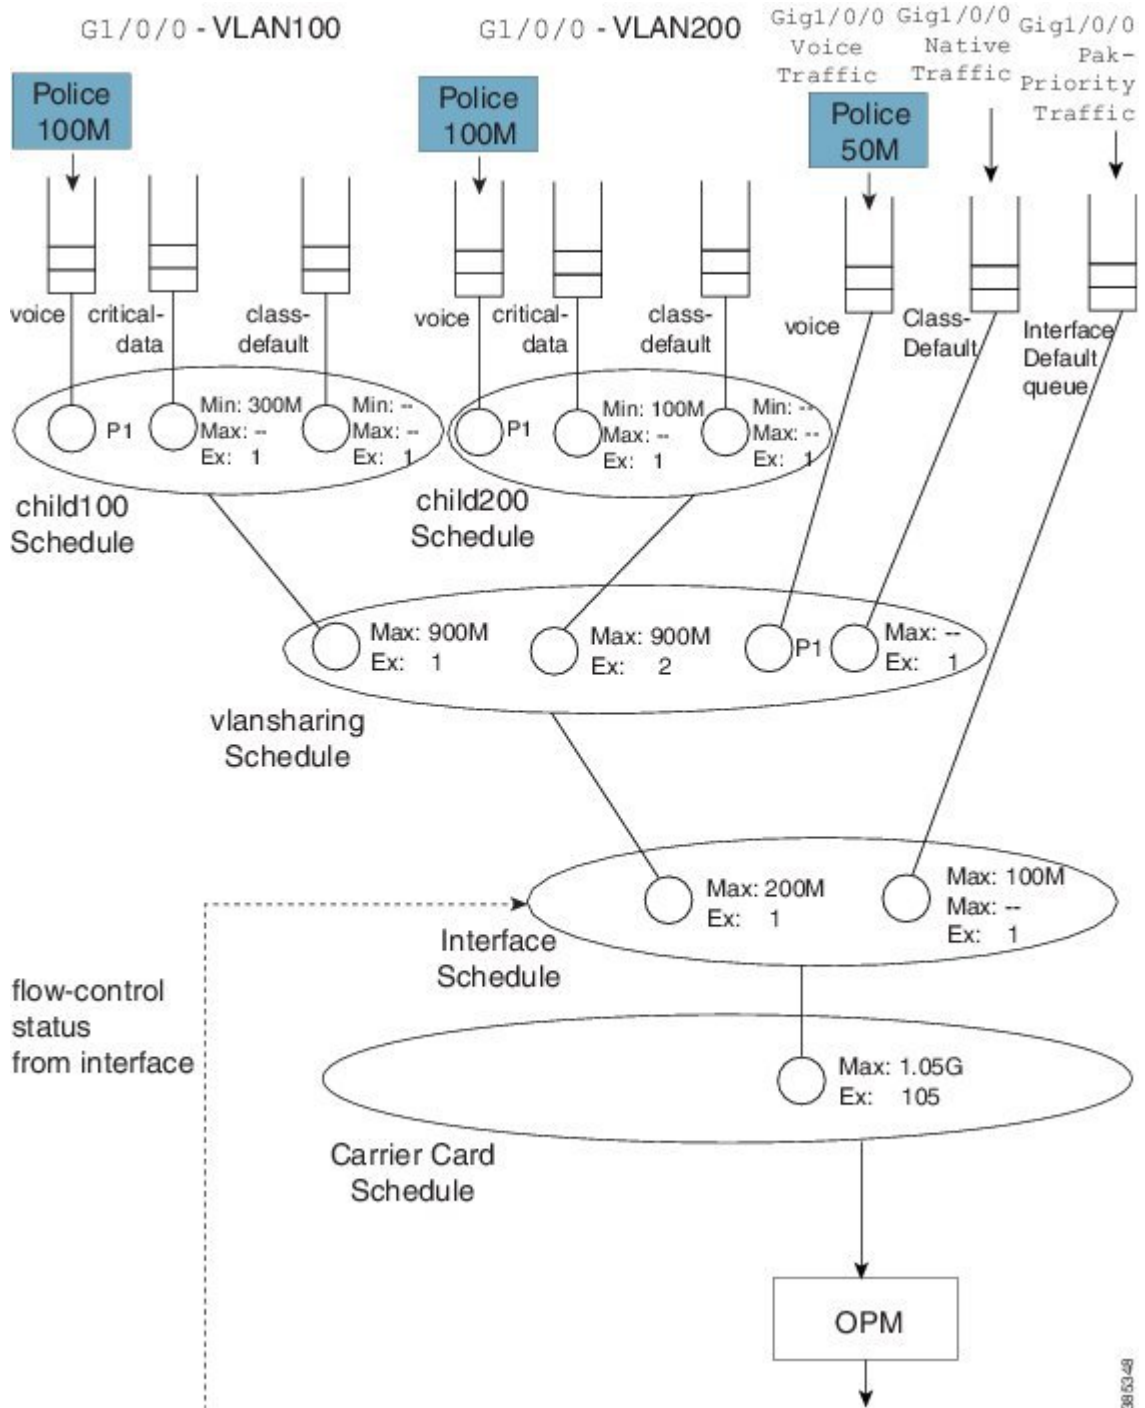 G1/0/0 - VLAN100
G1/0/0 - VLAN200
Gig1/0/0
Voice
Traffic
Gig1/0/0
Native
Traffic
Gig1/0/0
Pak-
Priority
Traffic
Police
100M
Police
100M
Police
50M
voice
critical-
data
class-
default
voice
critical-
data
class-
default
voice
Class-
Default
Interface
Default
queue
P1
Min: 300M
Max: --
Ex: 1
Min: --
Max: --
Ex: 1
P1
Min: 100M
Max: --
Ex: 1
Min: --
Max: --
Ex: 1
child100
Schedule
child200
Schedule
Max: 900M
Ex: 1
Max: 900M
Ex: 2
P1
Max: --
Ex: 1
vlansharing
Schedule
Max: 200M
Ex: 1
Max: 100M
Max: --
Ex: 1
Interface
Schedule
flow-control
status
from interface
Max: 1.05G
Ex: 105
Carrier Card
Schedule
OPM
385348